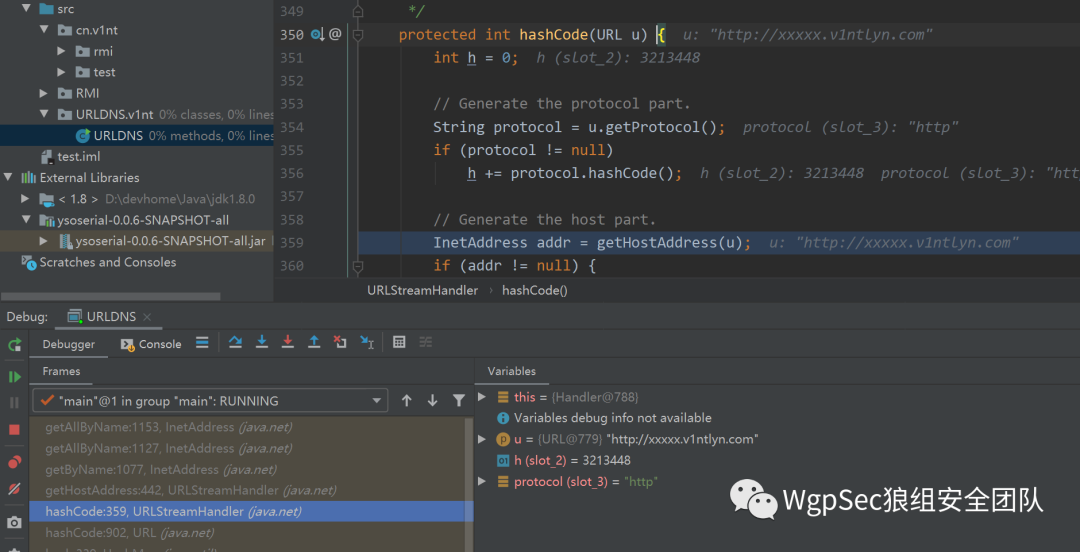 src
cn.v1nt
rmi
test
RMI
URLDNS.v1nt 0% classes, 0% lines
URLDNS 0% methods, 0% lines
test.iml
External Libraries
< 1.8 > D:\devhome\Java\jdk1.8.0
ysoserial-0.0.6-SNAPSHOT-all
ysoserial-0.0.6-SNAPSHOT-all.jar
Scratches and Consoles
349 */
350 @ protected int hashCode(URL u) { u: "http://xxxxx.v1ntlyn.com"
351 int h = 0; h (slot_2): 3213448
352
353 // Generate the protocol part.
354 String protocol = u.getProtocol(); protocol (slot_3): "http"
355 if (protocol != null)
356 h += protocol.hashCode(); h (slot_2): 3213448 protocol (slot_3): "htt
357
358 // Generate the host part.
359 InetAddress addr = getHostAddress(u); u: "http://xxxxx.v1ntlyn.com"
360 if (addr != null) {
URLStreamHandler › hashCode()
Debug: URLDNS
Debugger Console
Frames
"main"@1 in group "main": RUNNING
getAllByName:1153, InetAddress (java.net)
getAllByName:1127, InetAddress (java.net)
getByName:1077, InetAddress (java.net)
getHostAddress:442, URLStreamHandler (java.net)
hashCode:359, URLStreamHandler (java.net)
hashCode:902, URL (java.net)
Variables
this = {Handler@788}
Variables debug info not available
u = {URL@779} "http://xxxxx.v1ntlyn.com"
h (slot_2) = 3213448
protocol (slot_3) = "http"
WgpSec狼组安全团队